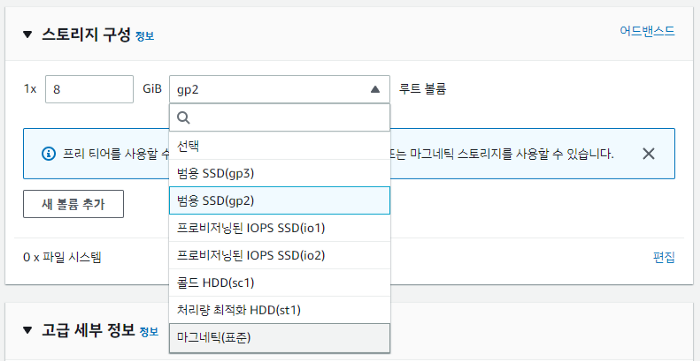 ▼ 스토리지 구성 정보 어드밴스드
1x 8 GiB gp2 ▲ 루트 볼륨
선택
프리 티어를 사용할 수
또는 마그네틱 스토리지를 사용할 수 있습니다.
범용 SSD(gp3)
범용 SSD(gp2)
새 볼륨 추가
프로비저닝된 IOPS SSD(io1)
프로비저닝된 IOPS SSD(io2)
0 x 파일 시스템 편집
콜드 HDD(sc1)
처리량 최적화 HDD(st1)
▼ 고급 세부 정보 정보
마그네틱(표준)